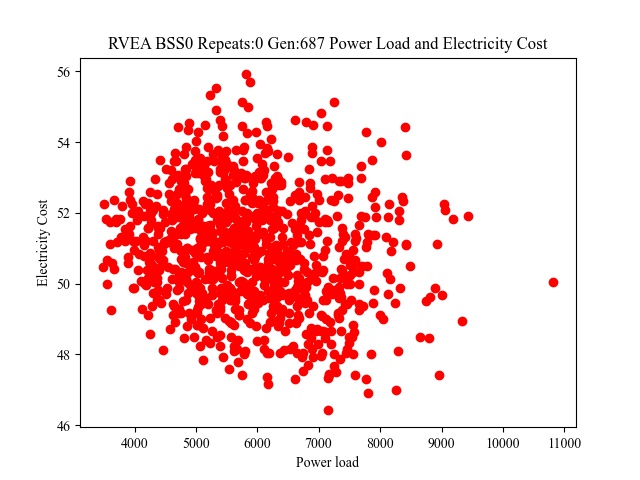 RVEA BSS0 Repeats:0 Gen:687 Power Load and Electricity Cost
56
54
52
50
48
46
Electricity Cost
4000 5000 6000 7000 8000 9000 10000 11000
Power load